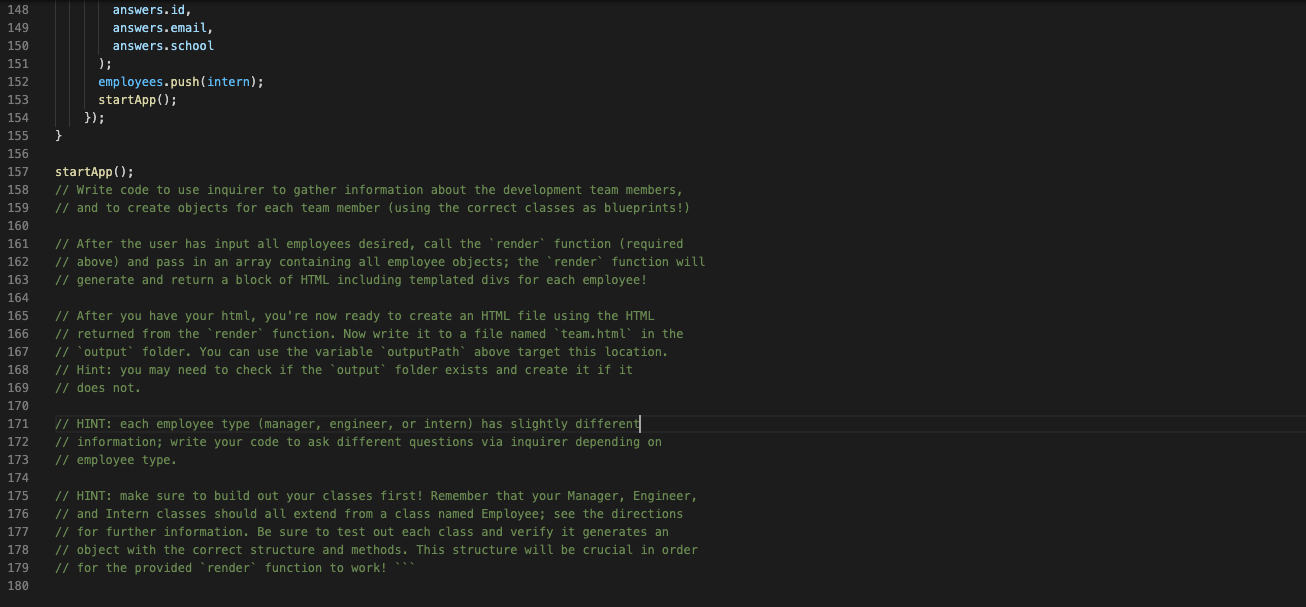 148 answers.id,
149 answers.email,
150 answers.school
151 );
152 employees.push(intern);
153 startApp();
154 });
155 }
156
157 startApp();
158 // Write code to use inquirer to gather information about the development team members,
159 // and to create objects for each team member (using the correct classes as blueprints!)
160
161 // After the user has input all employees desired, call the `render` function (required
162 // above) and pass in an array containing all employee objects; the `render` function will
163 // generate and return a block of HTML including templated divs for each employee!
164
165 // After you have your html, you're now ready to create an HTML file using the HTML
166 // returned from the `render` function. Now write it to a file named `team.html` in the
167 // `output` folder. You can use the variable `outputPath` above target this location.
168 // Hint: you may need to check if the `output` folder exists and create it if it
169 // does not.
170
171 // HINT: each employee type (manager, engineer, or intern) has slightly different
172 // information; write your code to ask different questions via inquirer depending on
173 // employee type.
174
175 // HINT: make sure to build out your classes first! Remember that your Manager, Engineer,
176 // and Intern classes should all extend from a class named Employee; see the directions
177 // for further information. Be sure to test out each class and verify it generates an
178 // object with the correct structure and methods. This structure will be crucial in order
179 // for the provided `render` function to work! ```
180